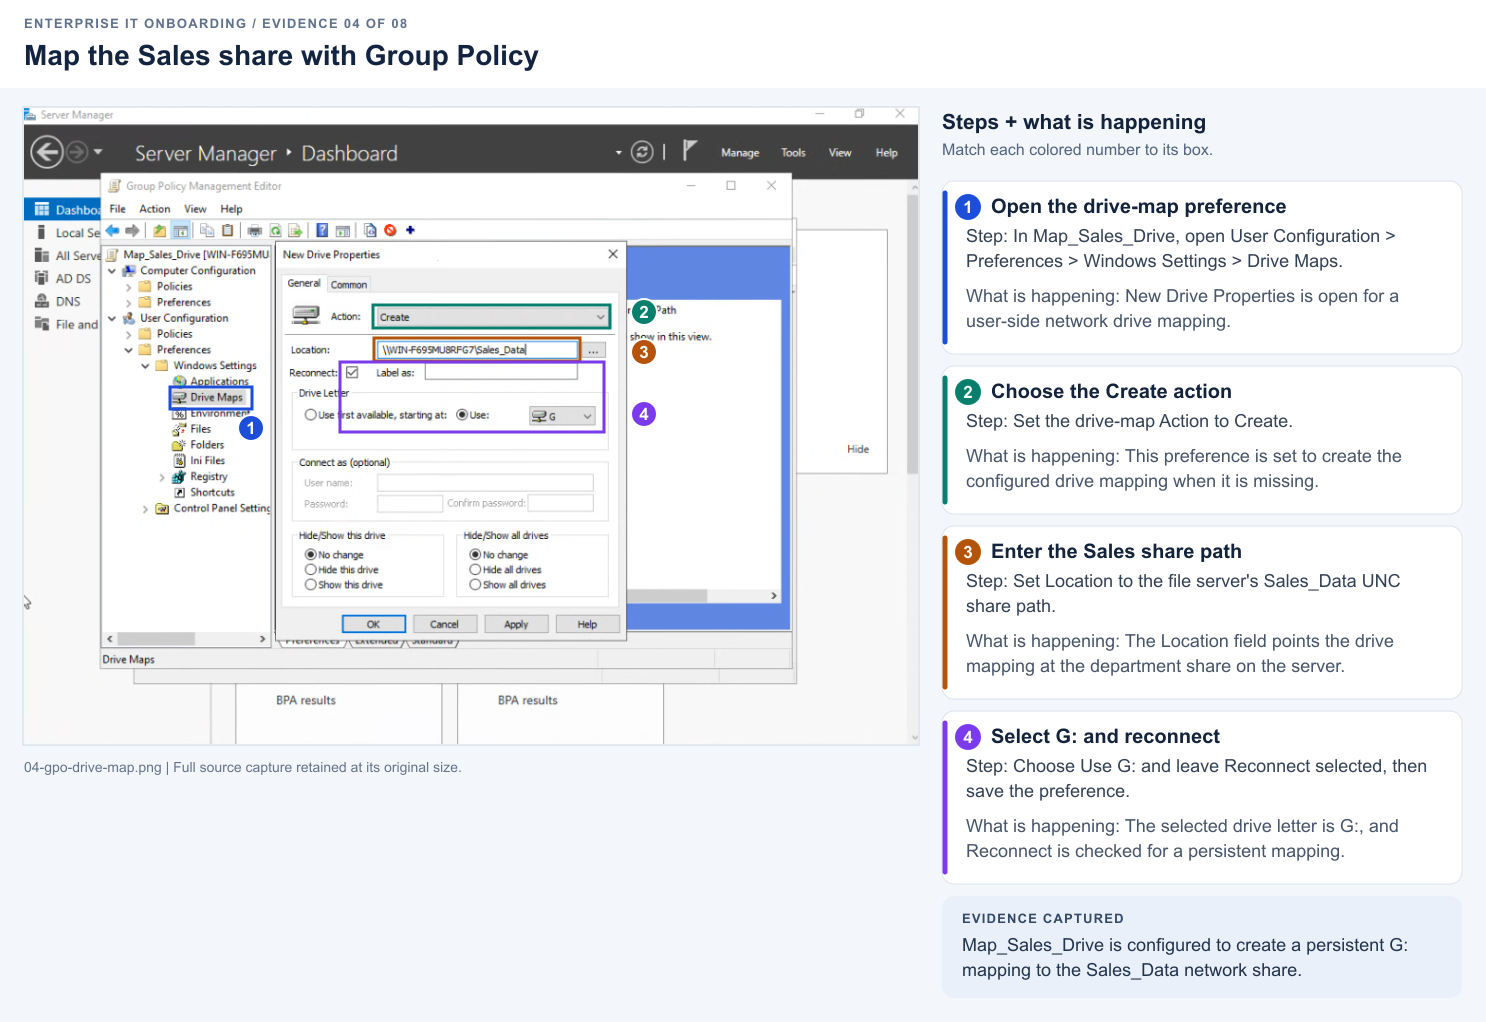 ENTERPRISE IT ONBOARDING / EVIDENCE 04 OF 08
Map the Sales share with Group Policy
Server Manager
Server Manager • Dashboard
Manage Tools View Help
Group Policy Management Editor
File Action View Help
Dashbo
Local Se
All Serve
AD DS
DNS
File and
Map_Sales_Drive [WIN-F695MU
Computer Configuration
Policies
Preferences
User Configuration
Policies
Preferences
Windows Settings
Applications
Drive Maps
Environment
Files
Folders
Ini Files
Registry
Shortcuts
Control Panel Setting
1
New Drive Properties
General Common
Action: Create
Location: \\WIN-F695MU8RFG7\Sales_Data
...
Reconnect: Label as:
Drive Letter
Use first available, starting at: Use: G
Connect as (optional)
User name:
Password: Confirm password:
Hide/Show this drive
No change
Hide this drive
Show this drive
Hide/Show all drives
No change
Hide all drives
Show all drives
OK Cancel Apply Help
2
Path
show in this view.
3
4
Hide
Preferences Extended Standard
Drive Maps
BPA results
BPA results
04-gpo-drive-map.png | Full source capture retained at its original size.
Steps + what is happening
Match each colored number to its box.
1 Open the drive-map preference
Step: In Map_Sales_Drive, open User Configuration >
Preferences > Windows Settings > Drive Maps.
What is happening: New Drive Properties is open for a
user-side network drive mapping.
2 Choose the Create action
Step: Set the drive-map Action to Create.
What is happening: This preference is set to create the
configured drive mapping when it is missing.
3 Enter the Sales share path
Step: Set Location to the file server's Sales_Data UNC
share path.
What is happening: The Location field points the drive
mapping at the department share on the server.
4 Select G: and reconnect
Step: Choose Use G: and leave Reconnect selected, then
save the preference.
What is happening: The selected drive letter is G:, and
Reconnect is checked for a persistent mapping.
EVIDENCE CAPTURED
Map_Sales_Drive is configured to create a persistent G:
mapping to the Sales_Data network share.